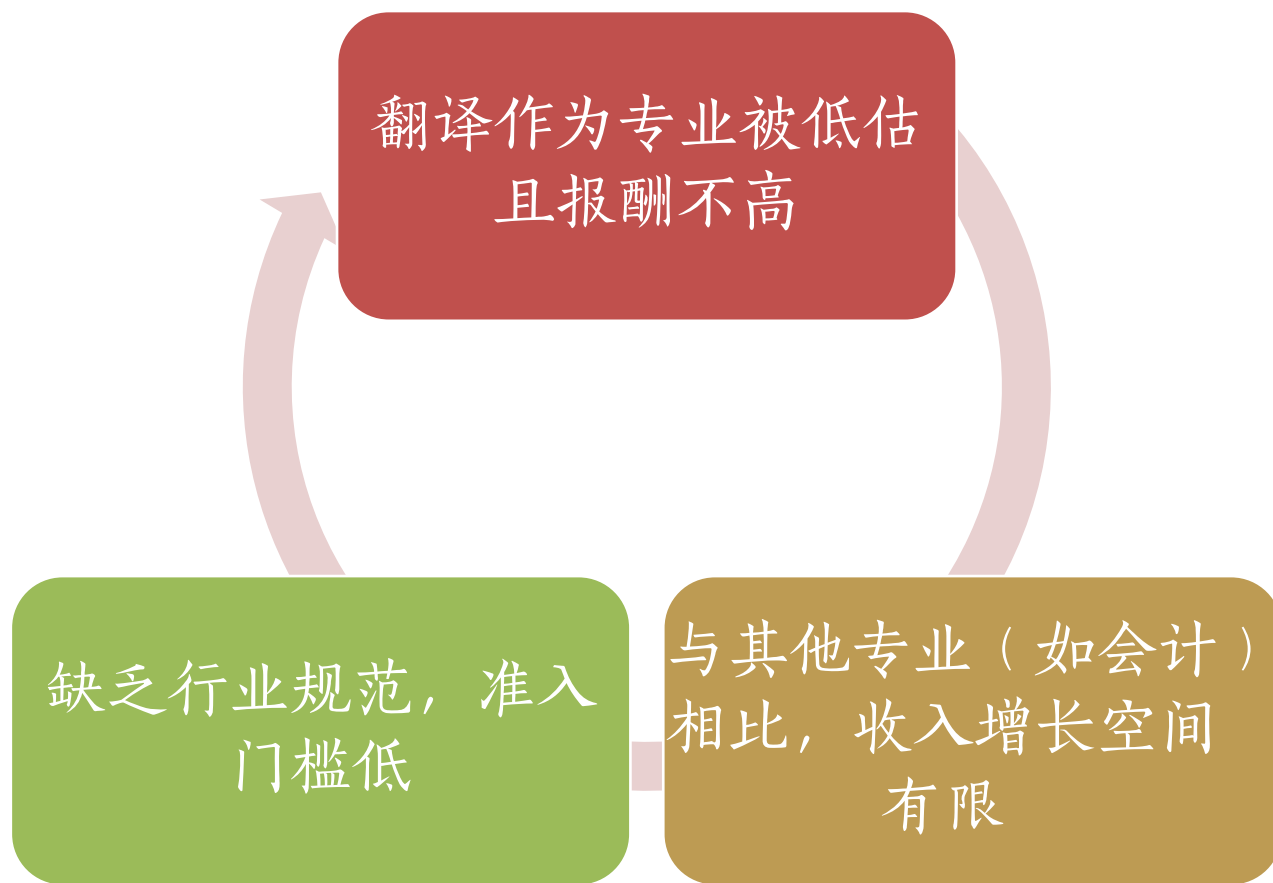 翻译作为专业被低估
且报酬不高
与其他专业（如会计）
相比，收入增长空间
有限
缺乏行业规范，准入
门槛低